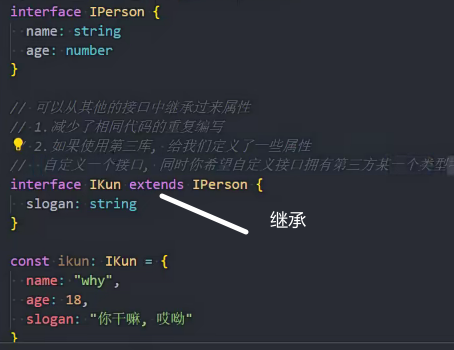 interface IPerson {
  name: string
  age: number
}
// 可以从其他的接口中继承过来属性
// 1.减少了相同代码的重复编写
// 2.如果使用第三库, 给我们定义了一些属性
//  自定义一个接口, 同时你希望自定义接口拥有第三方某一个类型
interface IKun extends IPerson {
  slogan: string
}
继承
const ikun: IKun = {
  name: "why",
  age: 18,
  slogan: "你干嘛, 哎呦"
}